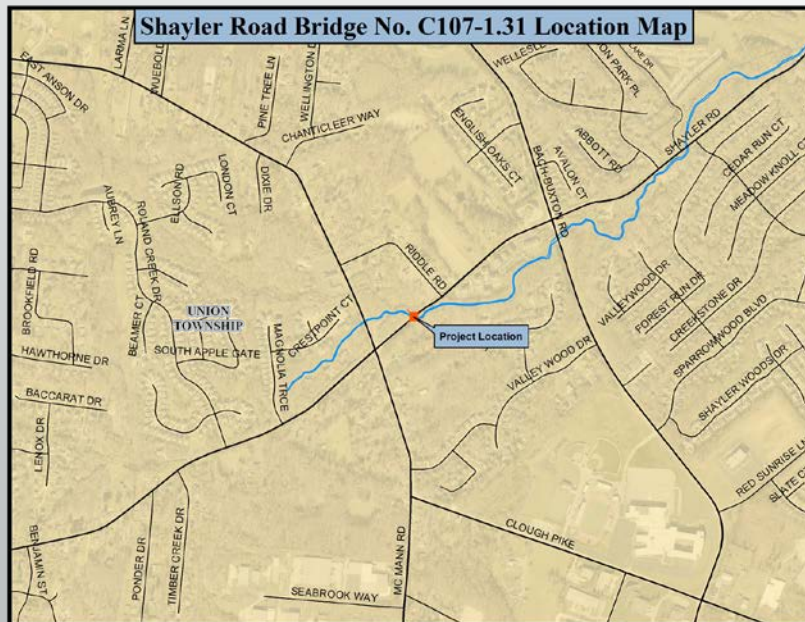 Shayler Road Bridge No. C107-1.31 Location Map
LARMA LN
WUEBOLD
EAST ANSON DR
PINE TREE LN
WELLINGTON D
CHANTICLEER WAY
WELLESLE
TON PARK PL
LAKE DR
ENGLISH OAKS CT
ABBOTT RD
AVALON CT
SHAYLER RD
CEDAR RUN CT
MEADOW KNOLL CT
BACH-BUXTON RD
ELLSON RD
LONDON CT
DIXIE DR
AUBREY LN
ROLAND CREEK DR
RIDDLE RD
BROOKFIELD RD
BEAMER CT
UNION
TOWNSHIP
SOUTH APPLE GATE
MAGNOLIA TRCE
CRESTPOINT CT
Project Location
VALLEYWOOD DR
FOREST RUN DR
CREEKSTONE DR
SPARROWWOOD BLVD
HAWTHORNE DR
BACCARAT DR
VALLEY WOOD DR
SHAYLER WOODS DR
LENOX DR
RED SUNRISE LN
SLATE C
CLOUGH PIKE
BENJAMIN ST
PONDER DR
TIMBER CREEK DR
MC MANN RD
SEABROOK WAY